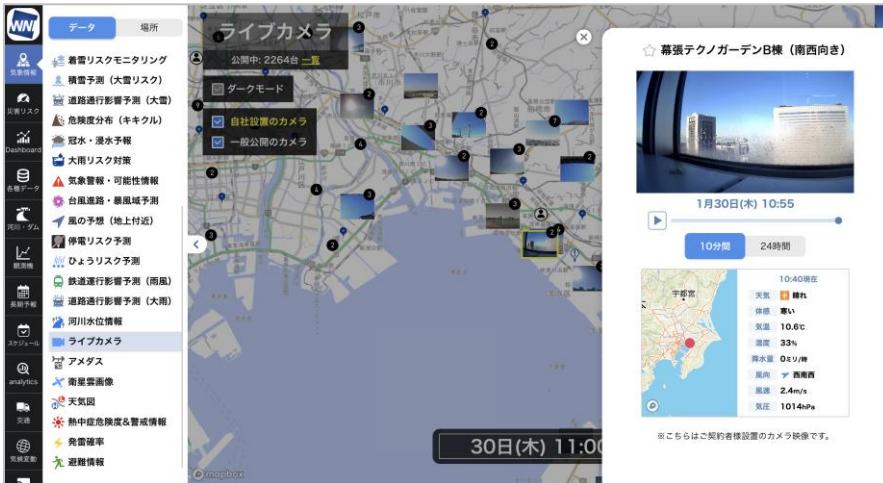 WNI
気象情報
災害リスク
Dashboard
各種データ
河川・ダム
観測機
長期予報
スケジュール
analytics
交通
気候変動
データ
場所
着雪リスクモニタリング
積雪予測（大雪リスク）
道路通行影響予測（大雪）
危険度分布（キキクル）
冠水・浸水予報
大雨リスク対策
気象警報・可能性情報
台風進路・暴風域予測
風の予想（地上付近）
停電リスク予測
ひょうリスク予測
鉄道運行影響予測（雨風）
道路通行影響予測（大雨）
河川水位情報
ライブカメラ
アメダス
衛星雲画像
天気図
熱中症危険度&警戒情報
発雷確率
避難情報
ライブカメラ
公開中: 2264台 一覧
ダークモード
自社設置のカメラ
一般公開のカメラ
松戸市
市川市
30日(木) 11:00
mapbox
幕張テクノガーデンB棟（南西向き）
1月30日(木) 10:55
10分間
24時間
宇都宮
10:40現在
天気 晴れ
体感 寒い
気温 10.6℃
湿度 33%
降水量 0ミリ/時
風向 西南西
風速 2.4m/s
気圧 1014hPa
※こちらはご契約者様設置のカメラ映像です。